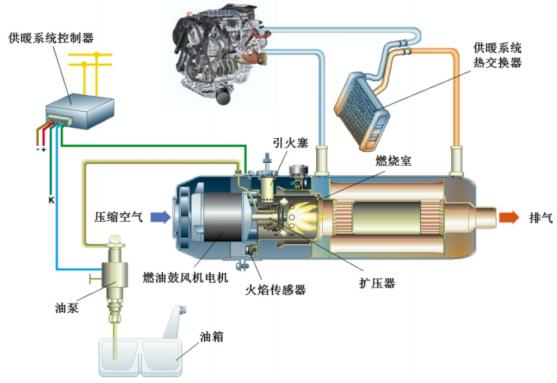 供暖系统控制器
供暖系统
热交换器
- +
K
引火塞
燃烧室
压缩空气
排气
燃油鼓风机电机
火焰传感器
扩压器
油泵
油箱